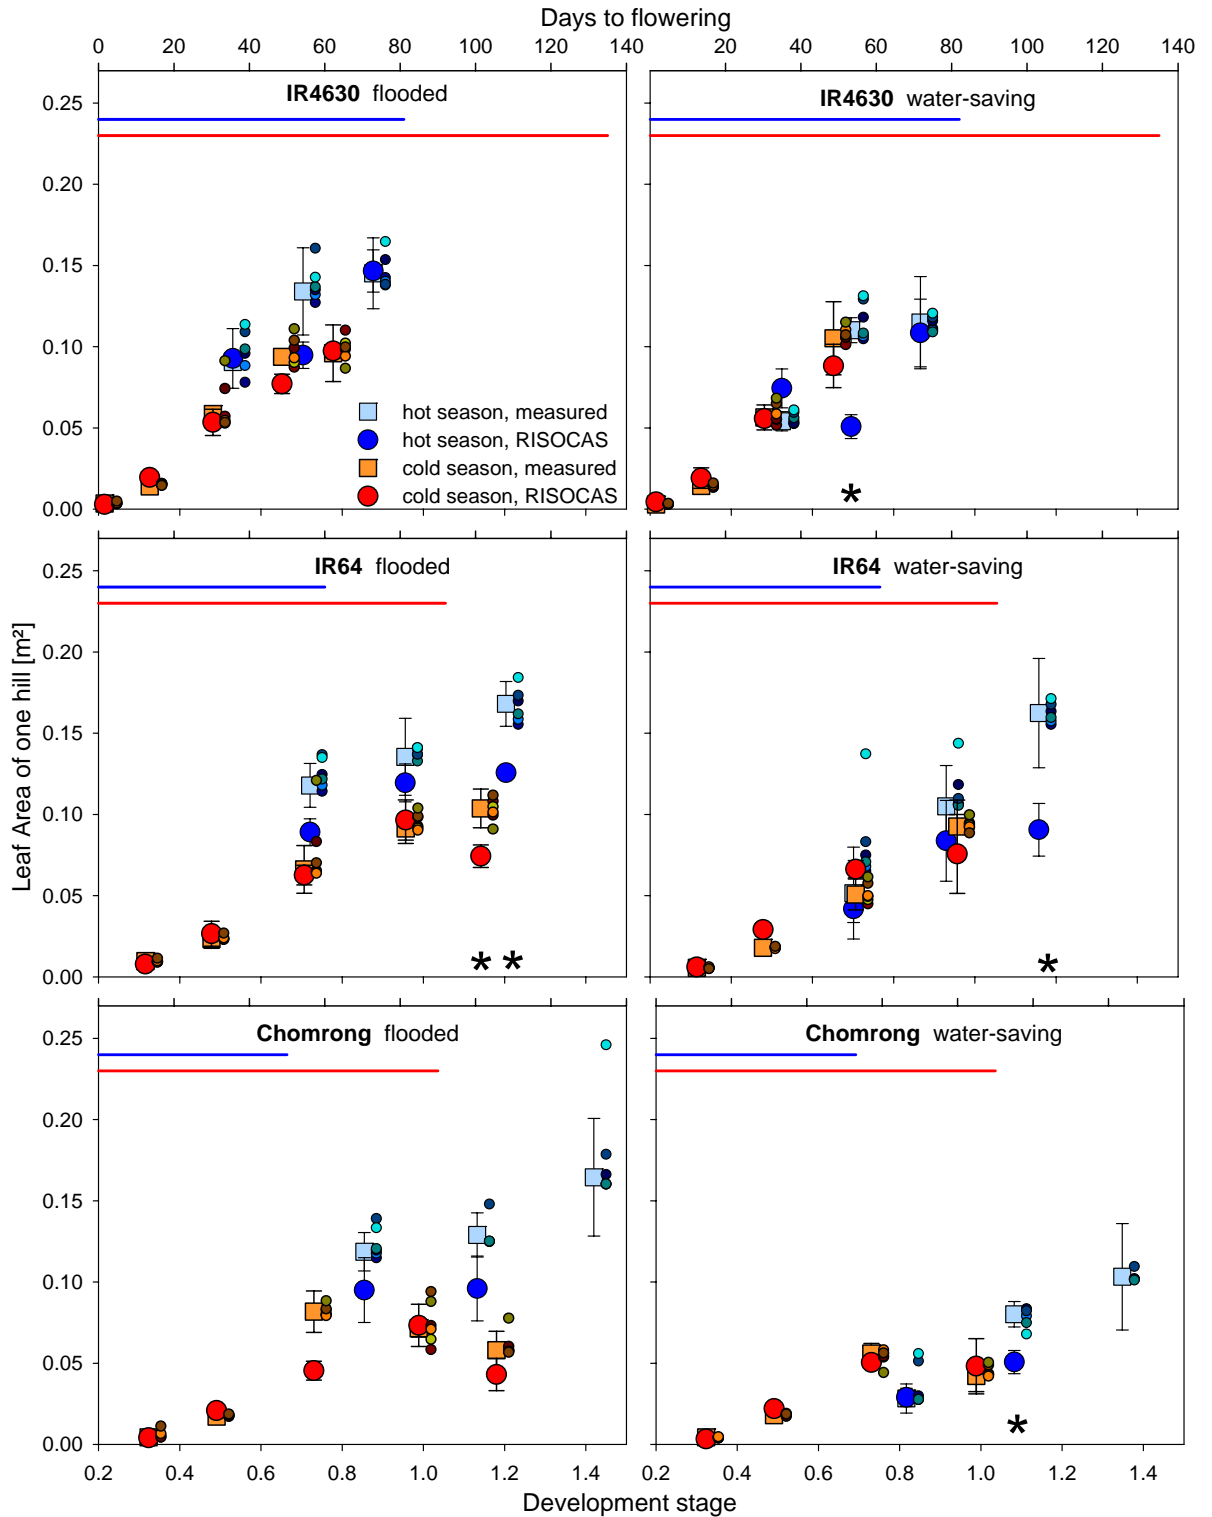 Days to flowering
0 20 40 60 80 100 120 140
20 40 60 80 100 120 140
IR4630 flooded
IR4630 water-saving
0.25
0.20
0.15
0.10
0.05
0.00
hot season, measured
hot season, RISOCAS
cold season, measured
cold season, RISOCAS
*
IR64 flooded
IR64 water-saving
0.25
0.20
0.15
0.10
0.05
0.00
Leaf Area of one hill [m²]
* *
*
Chomrong flooded
Chomrong water-saving
0.25
0.20
0.15
0.10
0.05
0.00
*
0.2 0.4 0.6 0.8 1.0 1.2 1.4
0.2 0.4 0.6 0.8 1.0 1.2 1.4
Development stage